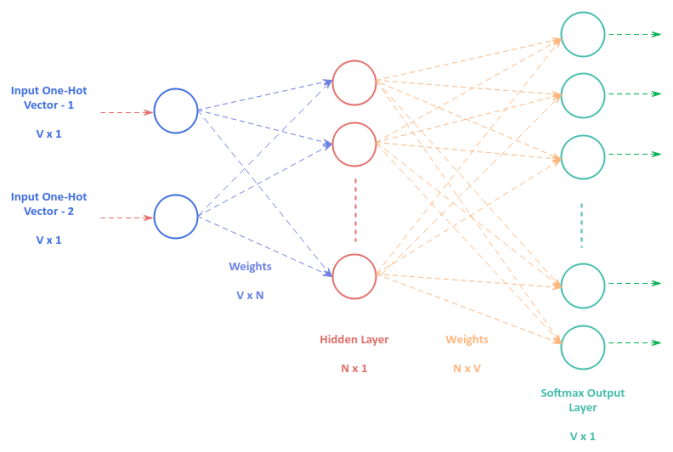 Input One-Hot
Vector - 1
V x 1
Input One-Hot
Vector - 2
V x 1
Weights
V x N
Hidden Layer
N x 1
Weights
N x V
Softmax Output
Layer
V x 1